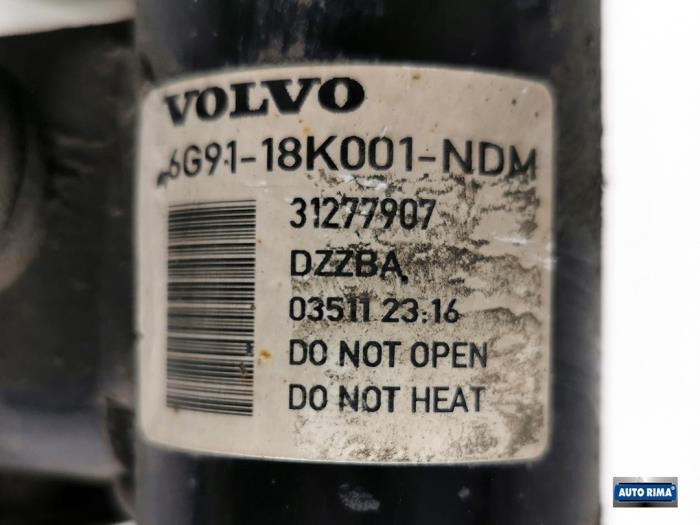 VOLVO
6G91-18K001-NDM
31277907
DZZBA
03511 23:16
DO NOT OPEN
DO NOT HEAT
AUTO RIMA